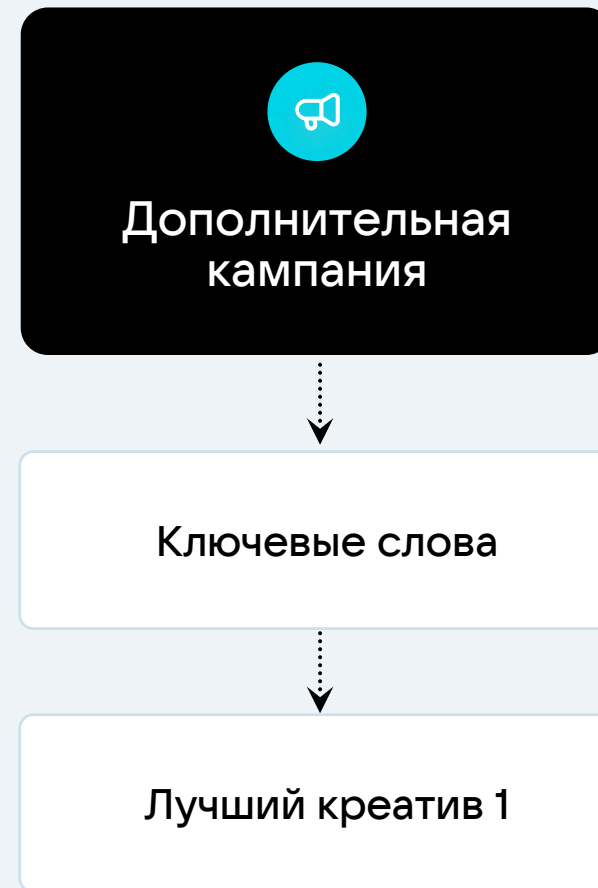 Дополнительная
кампания
Ключевые слова
Лучший креатив 1